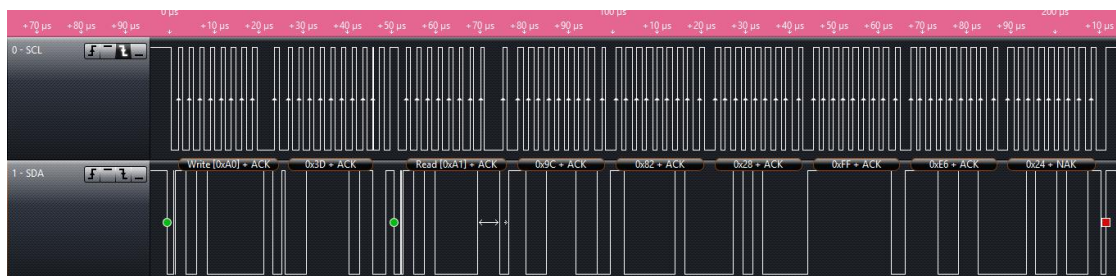 0 µs 100 µs 200 µs
+70 µs +80 µs +90 µs +10 µs +20 µs +30 µs +40 µs +50 µs +60 µs +70 µs +80 µs +90 µs +10 µs +20 µs +30 µs +40 µs +50 µs +60 µs +70 µs +80 µs +90 µs +10 µs
0 - SCL
Write [0xA0] + ACK 0x3D + ACK Read [0xA1] + ACK 0x9C + ACK 0x82 + ACK 0x28 + ACK 0xFF + ACK 0xE6 + ACK 0x24 + NAK
1 - SDA